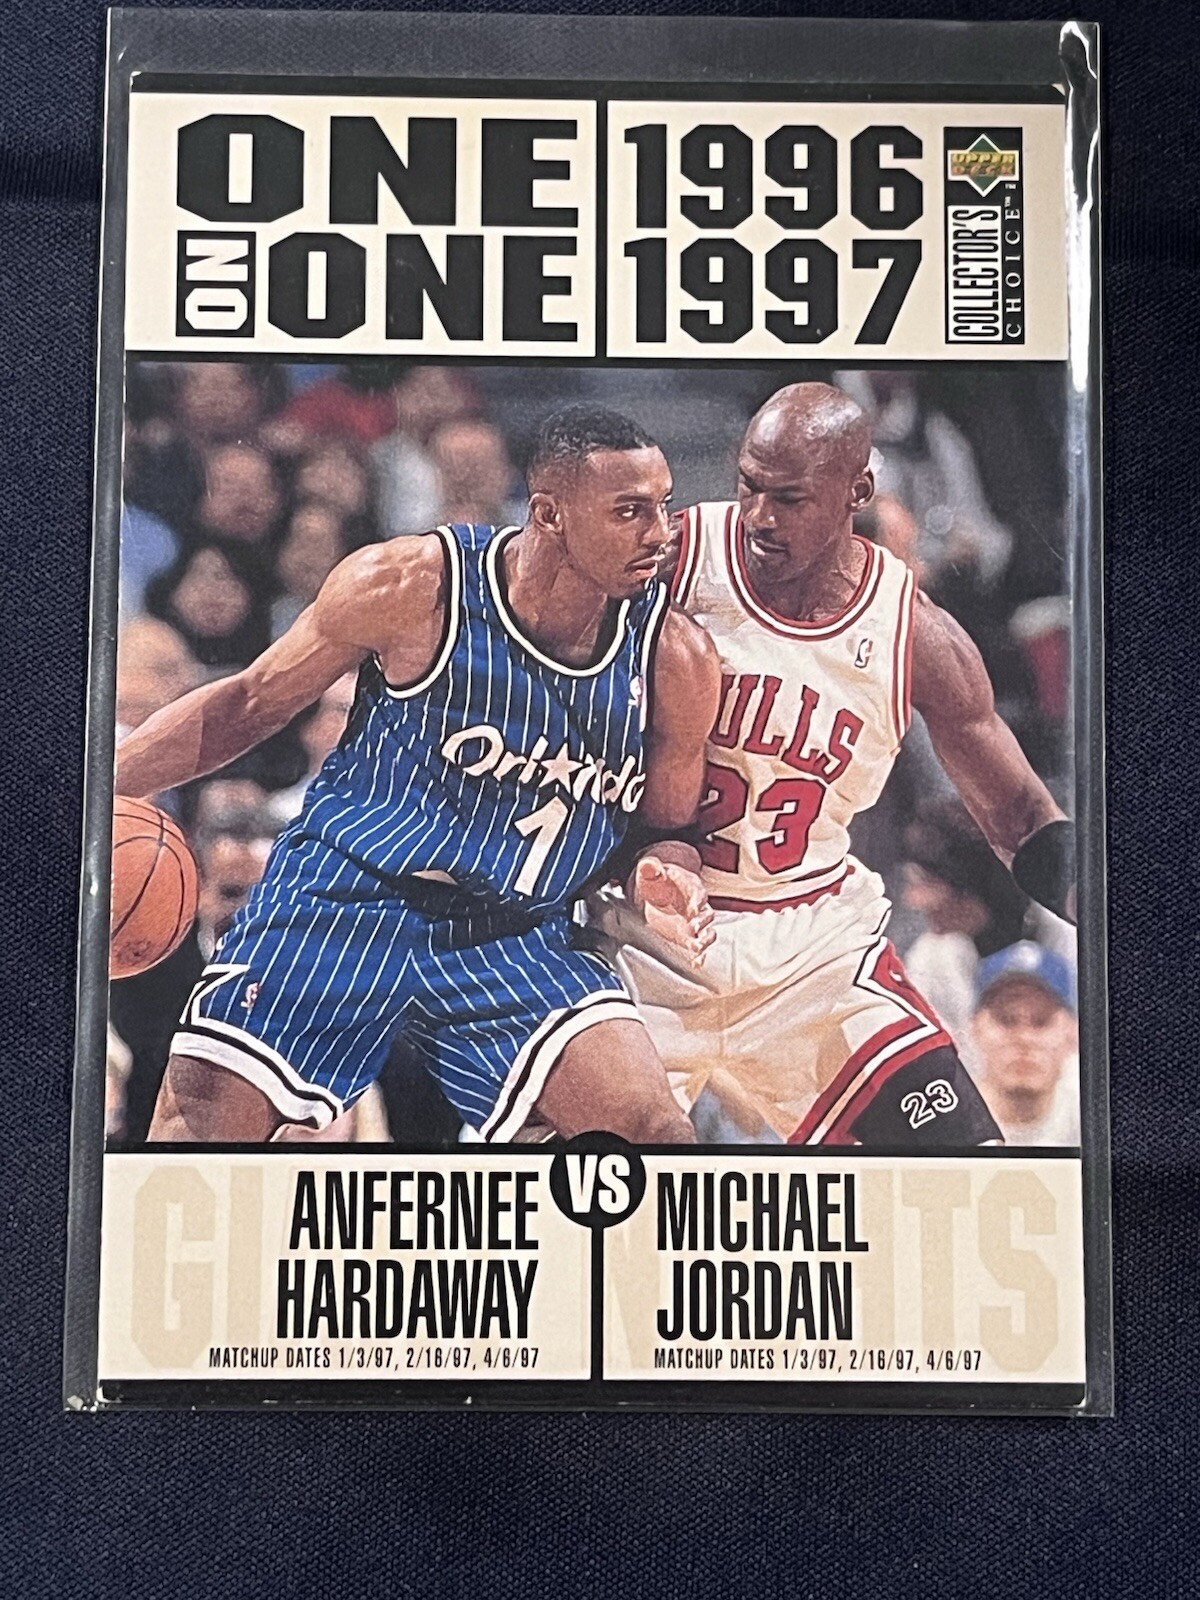 ONE
ON ONE
1996
1997
UPPER DECK
COLLECTOR'S
CHOICE™
Orlando
1
ULLS
23
23
VS
ANFERNEE
HARDAWAY
MATCHUP DATES 1/3/97, 2/16/97, 4/6/97
MICHAEL
JORDAN
MATCHUP DATES 1/3/97, 2/16/97, 4/6/97